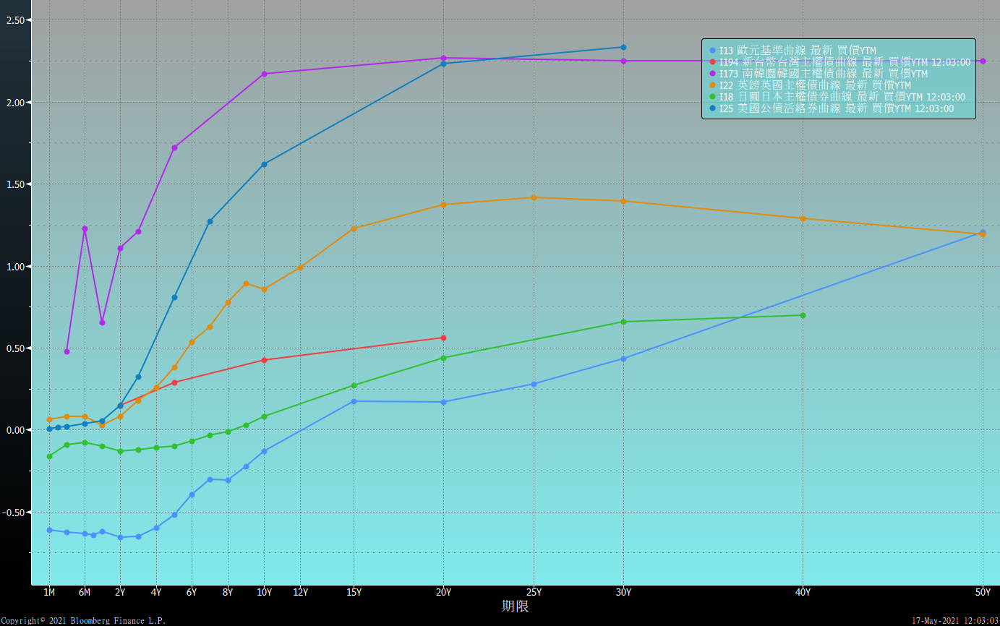 2.50
2.00
1.50
1.00
0.50
0.00
-0.50
I13 歐元基準曲線 最新 買價YTM
I194 新台幣台灣主權債曲線 最新 買價YTM 12:03:00
I173 南韓圜韓國主權債曲線 最新 買價YTM
I22 英鎊英國主權債曲線 最新 買價YTM
I18 日圓日本主權債券曲線 最新 買價YTM 12:03:00
I25 美國公債活絡券曲線 最新 買價YTM 12:03:00
1M 6M 2Y 4Y 6Y 8Y 10Y 12Y 15Y 20Y 25Y 30Y 40Y 50Y
期限
Copyright© 2021 Bloomberg Finance L.P.
17-May-2021 12:03:03